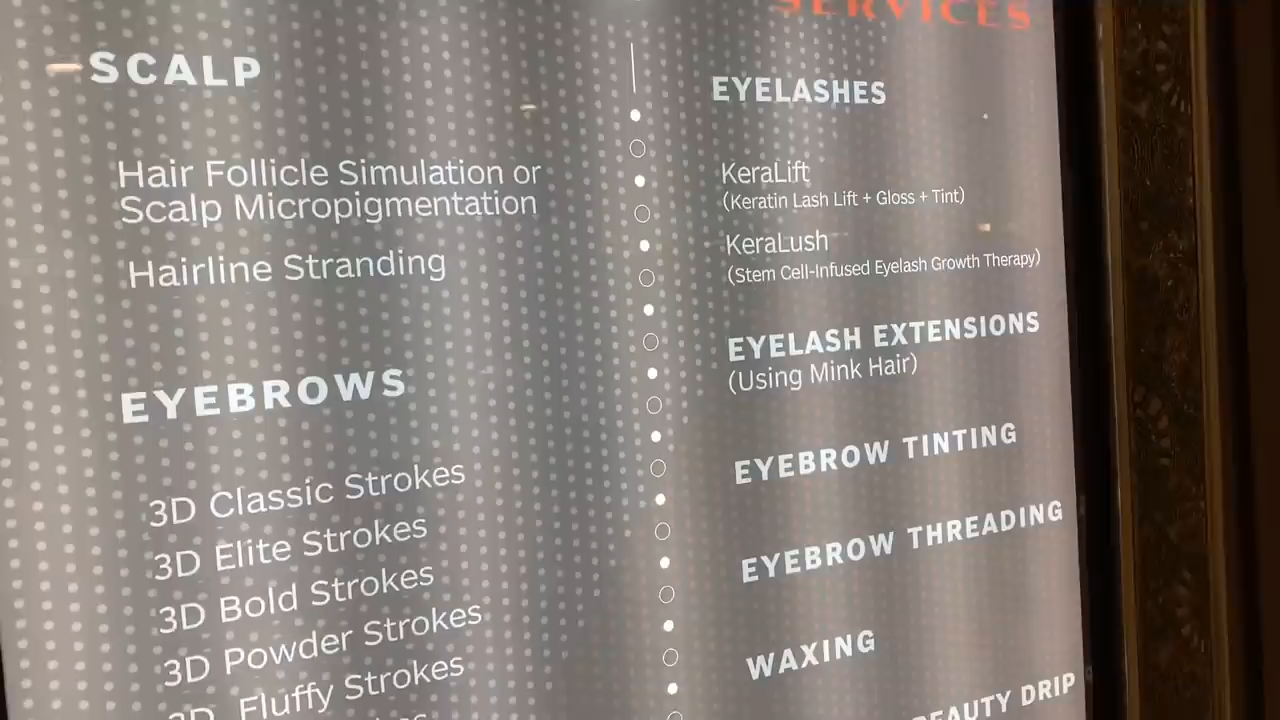 SERVICES
SCALP
Hair Follicle Simulation or
Scalp Micropigmentation
Hairline Stranding
EYEBROWS
3D Classic Strokes
3D Elite Strokes
3D Bold Strokes
3D Powder Strokes
3D Fluffy Strokes
EYELASHES
KeraLift
(Keratin Lash Lift + Gloss + Tint)
KeraLush
(Stem Cell-Infused Eyelash Growth Therapy)
EYELASH EXTENSIONS
(Using Mink Hair)
EYEBROW TINTING
EYEBROW THREADING
WAXING
DRIP